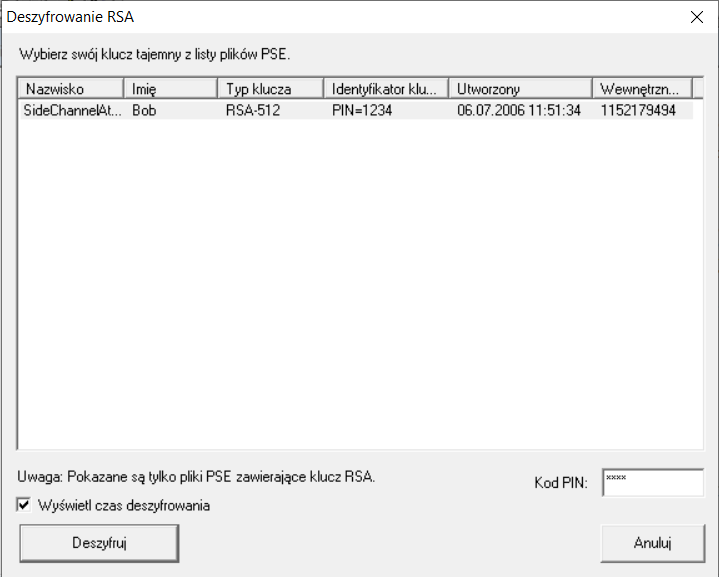 Deszyfrowanie RSA
Wybierz swój klucz tajemny z listy plików PSE.
Nazwisko Imię Typ klucza Identyfikator klu... Utworzony Wewnętrzn...
SideChannelAt... Bob RSA-512 PIN=1234 06.07.2006 11:51:34 1152179494
Uwaga: Pokazane są tylko pliki PSE zawierające klucz RSA.
Kod PIN: ****
Wyświetl czas deszyfrowania
Deszyfruj Anuluj